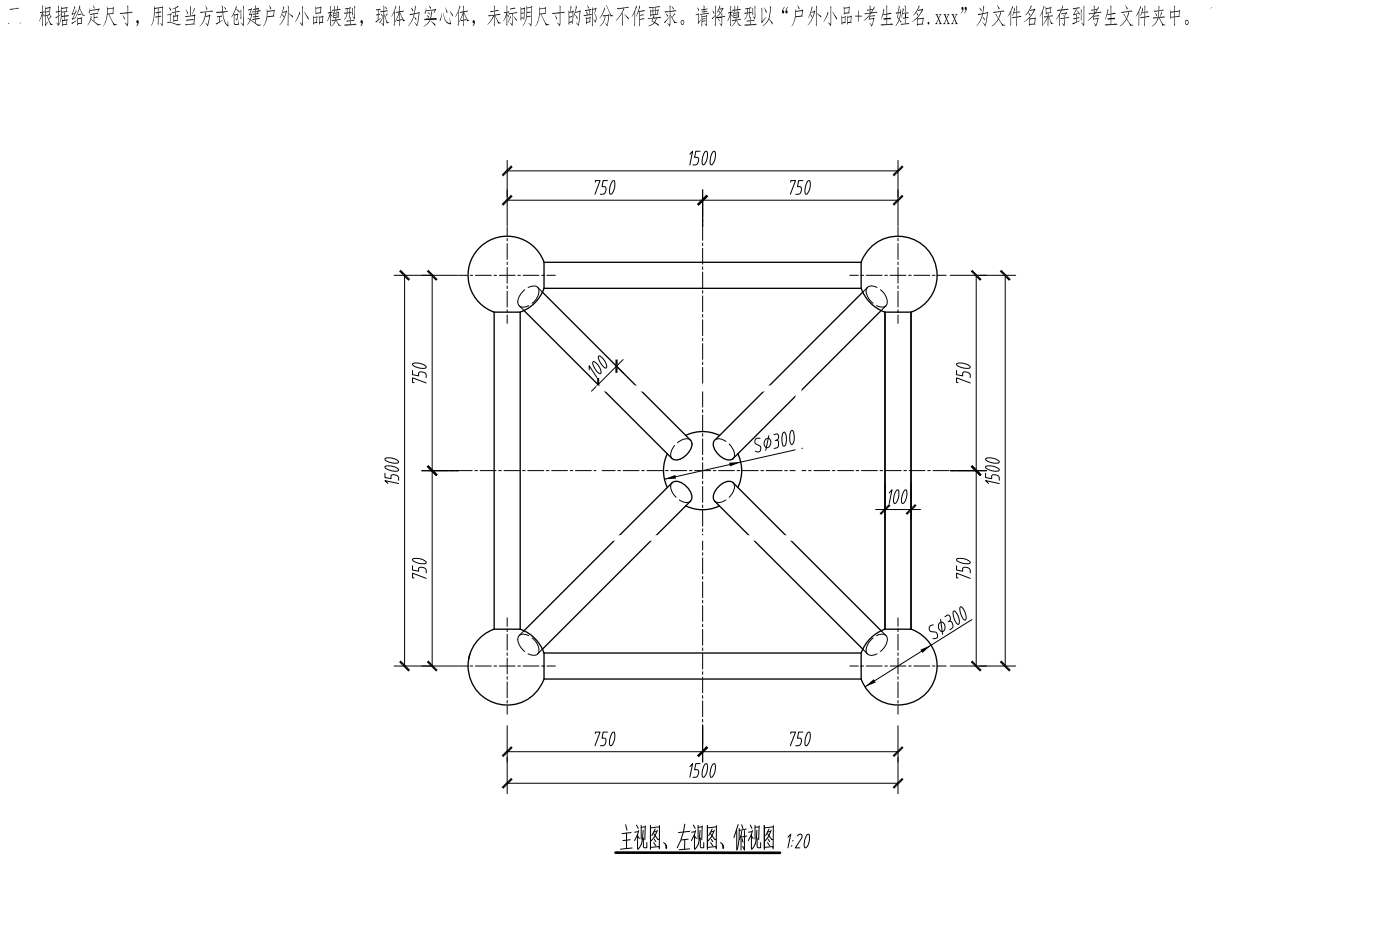 二 根据给定尺寸，用适当方式创建户外小品模型，球体为实心体，未标明尺寸的部分不作要求。请将模型以“户外小品+考生姓名.xxx”为文件名保存到考生文件夹中。
1500
750 750
750 100 750
SΦ300
1500 1500
100
750 750
SΦ300
750 750
1500
主视图、左视图、俯视图 1:20